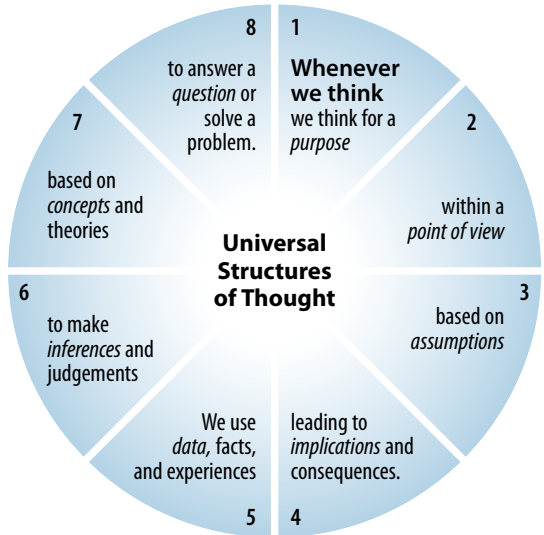 1
Whenever
we think
we think for a
purpose
2
within a
point of view
3
based on
assumptions
4
leading to
implications and
consequences.
5
We use
data, facts,
and experiences
6
to make
inferences and
judgements
7
based on
concepts and
theories
8
to answer a
question or
solve a
problem.
Universal
Structures
of Thought